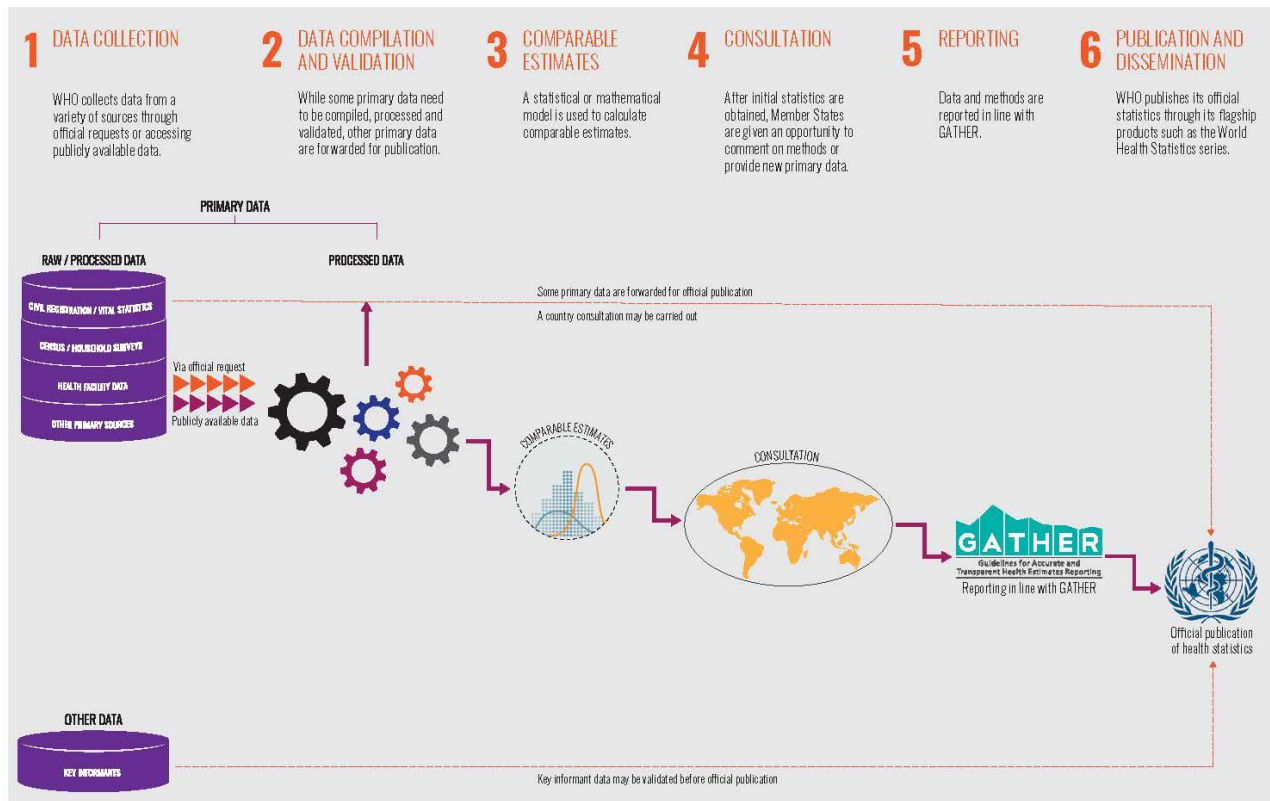 1 DATA COLLECTION
WHO collects data from a
variety of sources through
official requests or accessing
publicly available data.
2 DATA COMPILATION
AND VALIDATION
While some primary data need
to be compiled, processed and
validated, other primary data
are forwarded for publication.
3 COMPARABLE
ESTIMATES
A statistical or mathematical
model is used to calculate
comparable estimates.
4 CONSULTATION
After initial statistics are
obtained, Member States
are given an opportunity to
comment on methods or
provide new primary data.
5 REPORTING
Data and methods are
reported in line with
GATHER.
6 PUBLICATION AND
DISSEMINATION
WHO publishes its official
statistics through its flagship
products such as the World
Health Statistics series.
PRIMARY DATA
RAW / PROCESSED DATA
PROCESSED DATA
CIVIL REGISTRATION / VITAL STATISTICS
CENSUS / HOUSEHOLD SURVEYS
HEALTH FACILITY DATA
OTHER PRIMARY SOURCES
Via official request
Publicly available data
Some primary data are forwarded for official publication
A country consultation may be carried out
COMPARABLE ESTIMATES
CONSULTATION
GATHER
Guidelines for Accurate and
Transparent Health Estimates Reporting
Reporting in line with GATHER
Official publication
of health statistics
OTHER DATA
KEY INFORMANTS
Key informant data may be validated before official publication